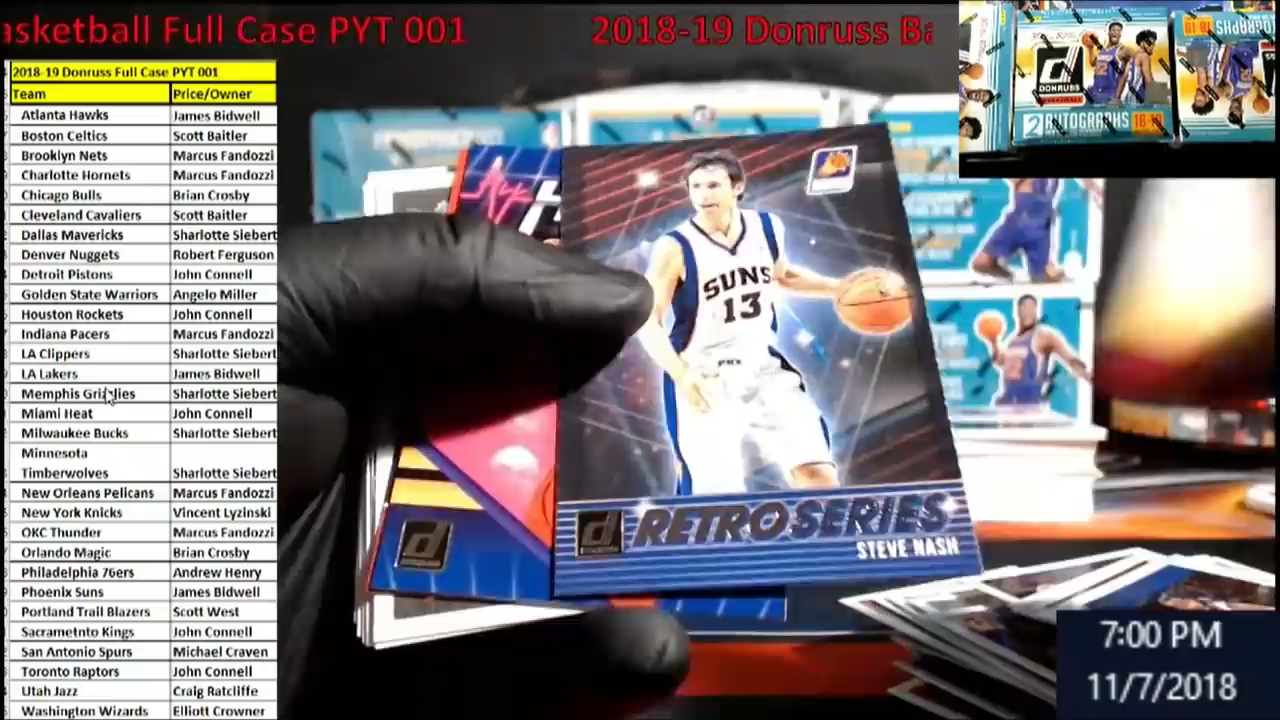 asketball Full Case PYT 001
2018-19 Donruss Ba
2018-19 Donruss Full Case PYT 001
Team Price/Owner
Atlanta Hawks James Bidwell
Boston Celtics Scott Baitler
Brooklyn Nets Marcus Fandozzi
Charlotte Hornets Marcus Fandozzi
Chicago Bulls Brian Crosby
Cleveland Cavaliers Scott Baitler
Dallas Mavericks Sharlotte Siebert
Denver Nuggets Robert Ferguson
Detroit Pistons John Connell
Golden State Warriors Angelo Miller
Houston Rockets John Connell
Indiana Pacers Marcus Fandozzi
LA Clippers Sharlotte Siebert
LA Lakers James Bidwell
Memphis Grizzlies Sharlotte Siebert
Miami Heat John Connell
Milwaukee Bucks Sharlotte Siebert
Minnesota
Timberwolves Sharlotte Siebert
New Orleans Pelicans Marcus Fandozzi
New York Knicks Vincent Lyzinski
OKC Thunder Marcus Fandozzi
Orlando Magic Brian Crosby
Philadelphia 76ers Andrew Henry
Phoenix Suns James Bidwell
Portland Trail Blazers Scott West
Sacrametnto Kings John Connell
San Antonio Spurs Michael Craven
Toronto Raptors John Connell
Utah Jazz Craig Ratcliffe
Washington Wizards Elliott Crowner
SUNS
13
d RETRO SERIES
STEVE NASH
d
d
DONRUSS
2 AUTOGRAPHS 18-19
7:00 PM
11/7/2018